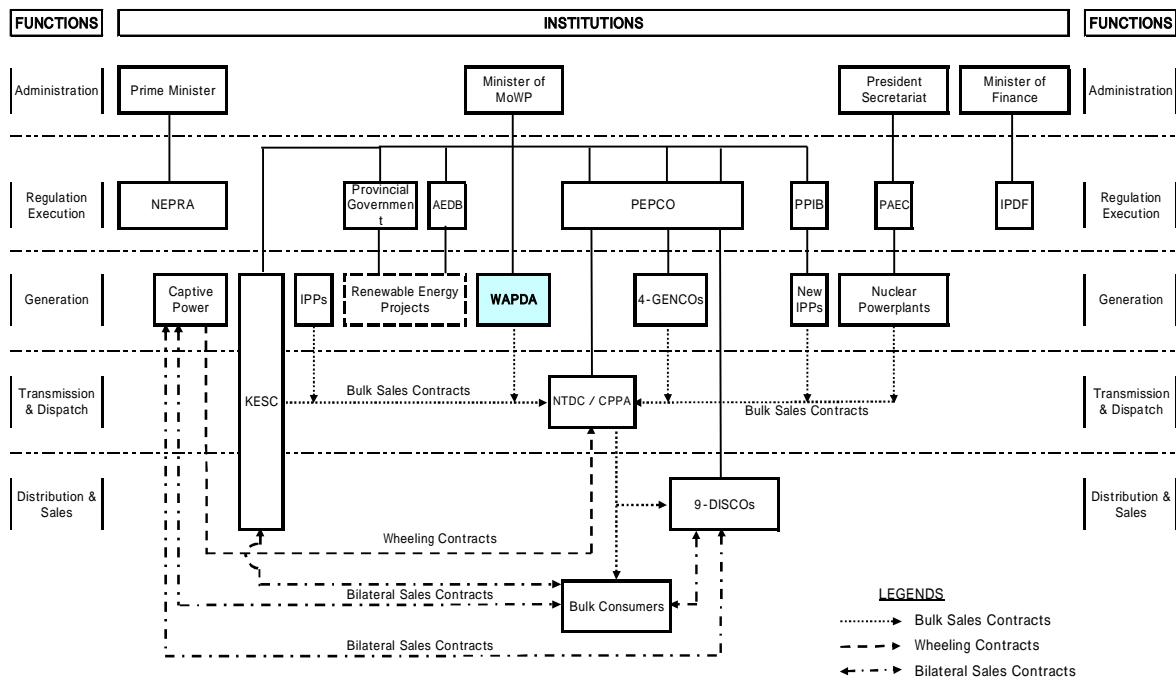 FUNCTIONS
INSTITUTIONS
FUNCTIONS
Administration
Prime Minister
Minister of
MoWP
President
Secretariat
Minister of
Finance
Administration
Regulation
Execution
NEPRA
Provincial
Governmen
t
AEDB
PEPCO
PPIB
PAEC
IPDF
Regulation
Execution
Generation
Captive
Power
IPPs
Renewable Energy
Projects
WAPDA
4-GENCOs
New
IPPs
Nuclear
Powerplants
Generation
Transmission
& Dispatch
KESC
Bulk Sales Contracts
NTDC / CPPA
Bulk Sales Contracts
Transmission
& Dispatch
Distribution &
Sales
9-DISCOs
Distribution &
Sales
Wheeling Contracts
Bilateral Sales Contracts
Bulk Consumers
Bilateral Sales Contracts
LEGENDS
Bulk Sales Contracts
Wheeling Contracts
Bilateral Sales Contracts